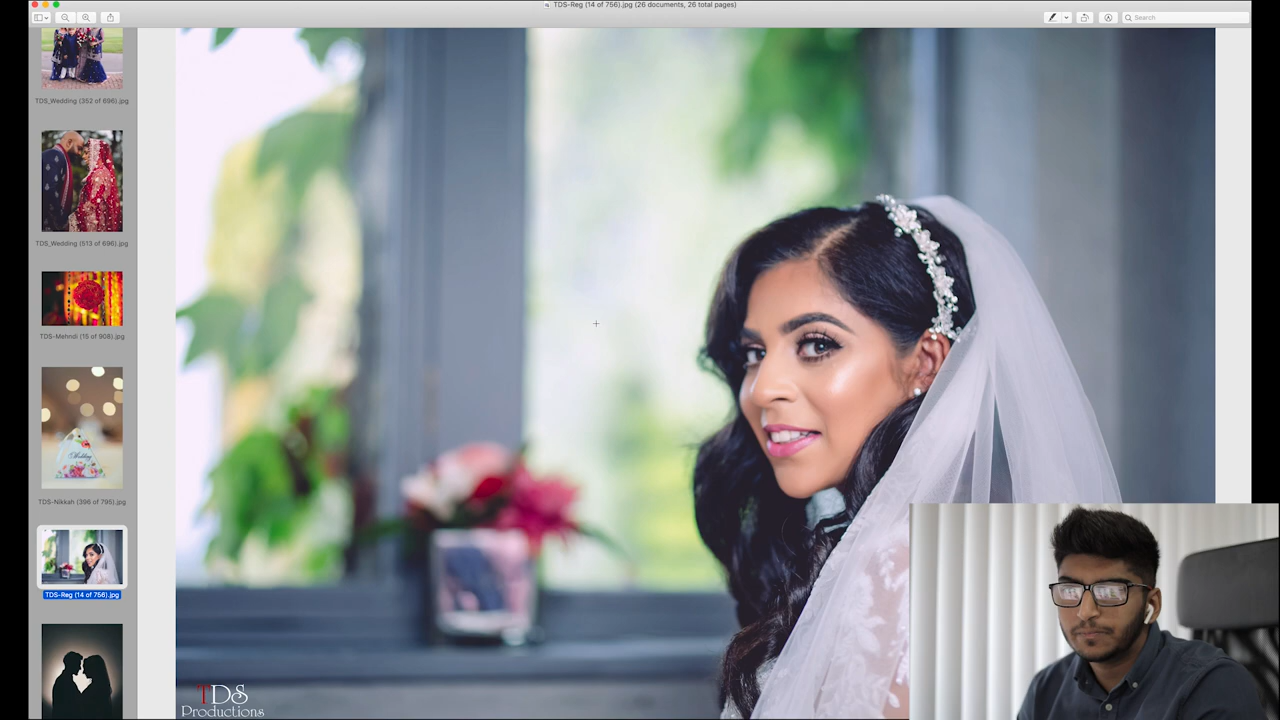 TDS-Reg (14 of 756).jpg (26 documents, 26 total pages)
Search
TDS_Wedding (352 of 696).jpg
TDS_Wedding (513 of 696).jpg
TDS-Mehndi (15 of 908).jpg
Wedding
TDS-Nikkah (396 of 795).jpg
TDS-Reg (14 of 756).jpg
TDS
Productions